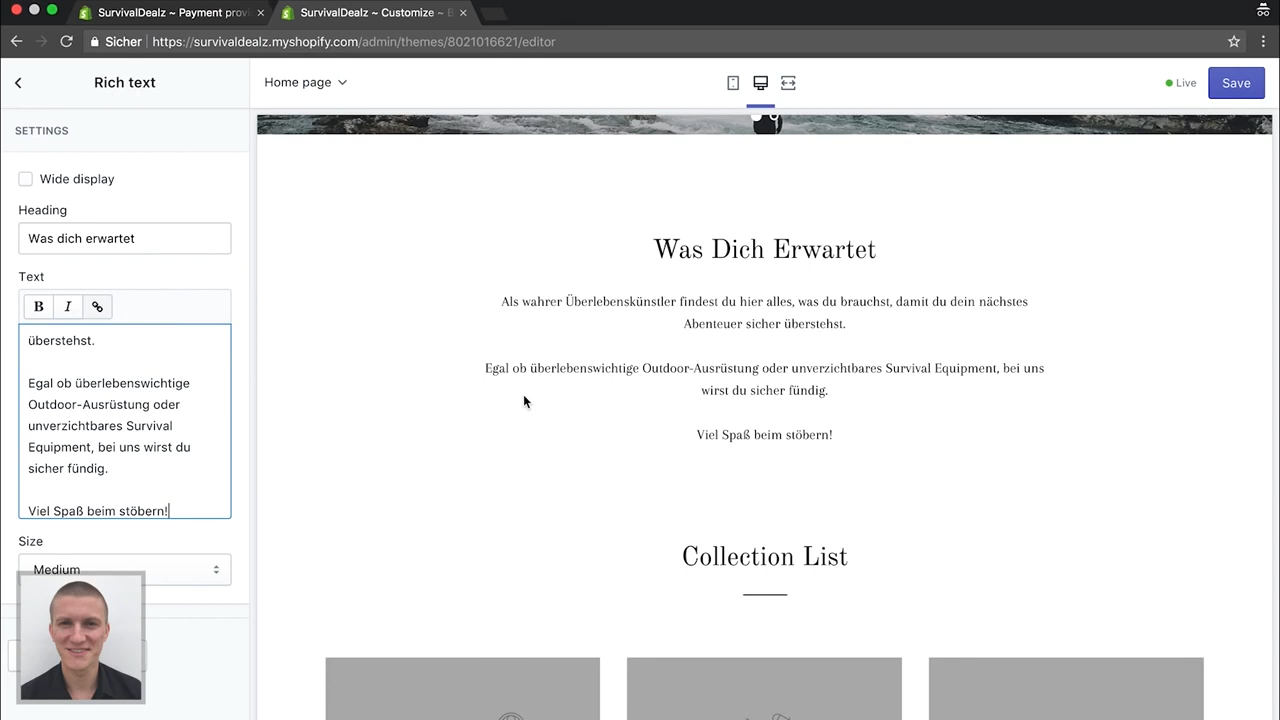 SurvivalDealz ~ Payment provi
SurvivalDealz ~ Customize ~ B
Sicher
https://survivaldealz.myshopify.com/admin/themes/8021016621/editor
Rich text
Home page
Live
Save
SETTINGS
Wide display
Heading
Was dich erwartet
Text
B I
überstehst.
Egal ob überlebenswichtige
Outdoor-Ausrüstung oder
unverzichtbares Survival
Equipment, bei uns wirst du
sicher fündig.
Viel Spaß beim stöbern!
Size
Medium
Was Dich Erwartet
Als wahrer Überlebenskünstler findest du hier alles, was du brauchst, damit du dein nächstes
Abenteuer sicher überstehst.
Egal ob überlebenswichtige Outdoor-Ausrüstung oder unverzichtbares Survival Equipment, bei uns
wirst du sicher fündig.
Viel Spaß beim stöbern!
Collection List